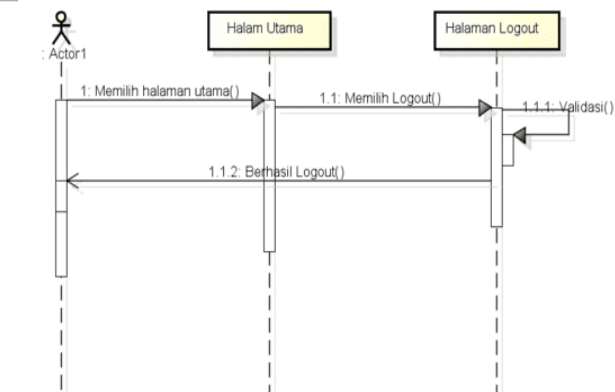 Halam Utama
Halaman Logout
: Actor1
1: Memilih halaman utama()
1.1: Memilih Logout()
1.1.1: Validasi()
1.1.2: Berhasil Logout()